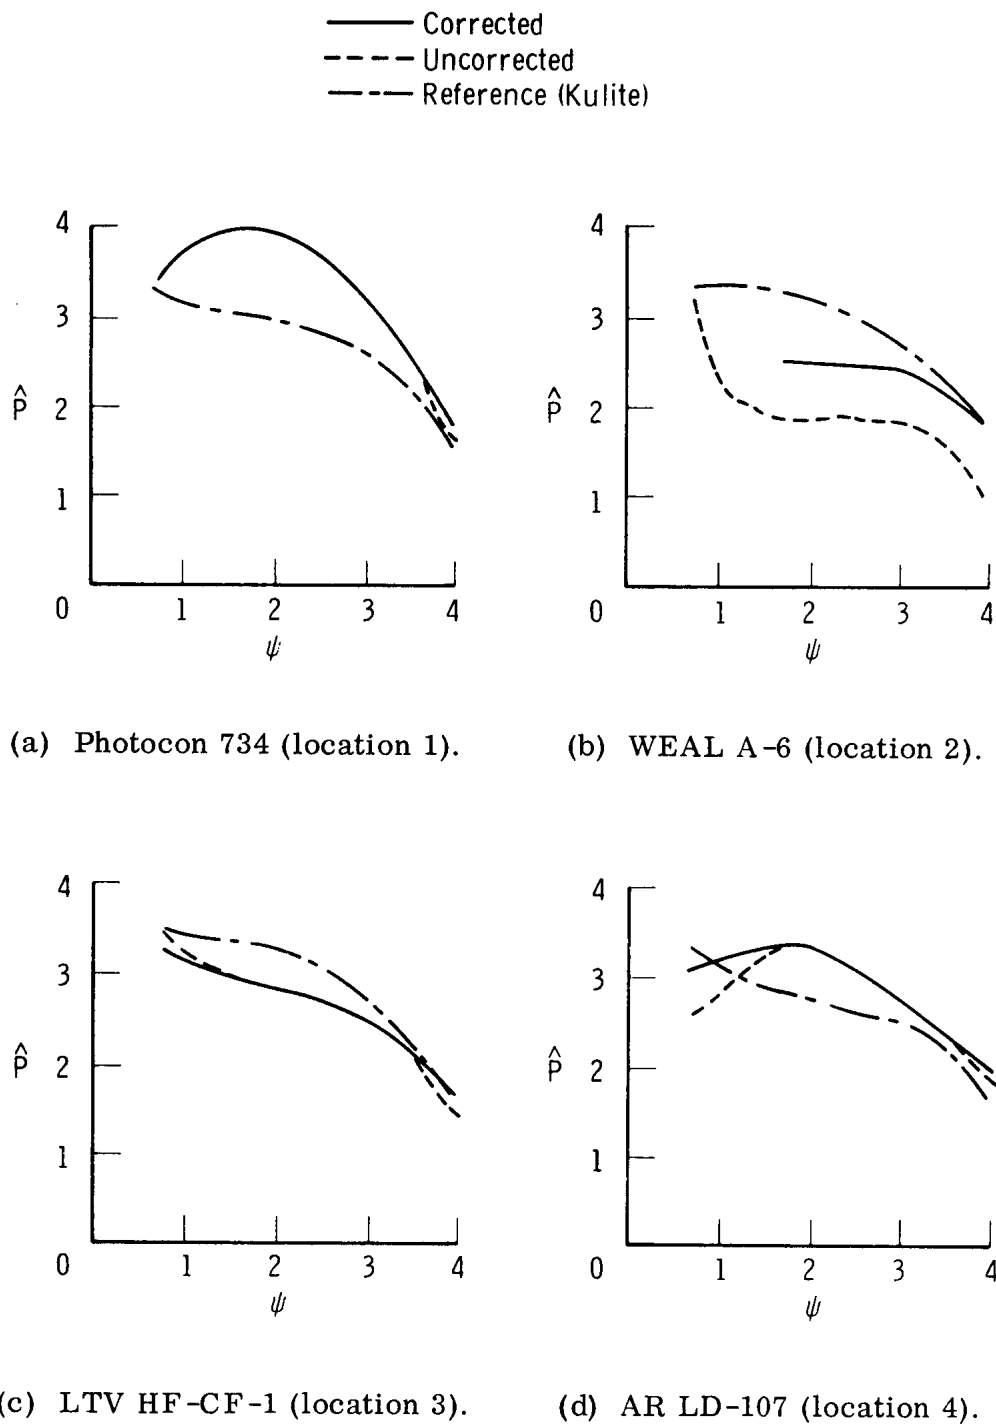 Corrected
Uncorrected
Reference (Kulite)
4
3
P̂ 2
1
0 1 2 3 4
ψ
(a) Photocon 734 (location 1).
4
3
P̂ 2
1
0 1 2 3 4
ψ
(b) WEAL A-6 (location 2).
4
3
P̂ 2
1
0 1 2 3 4
ψ
(c) LTV HF-CF-1 (location 3).
4
3
P̂ 2
1
0 1 2 3 4
ψ
(d) AR LD-107 (location 4).